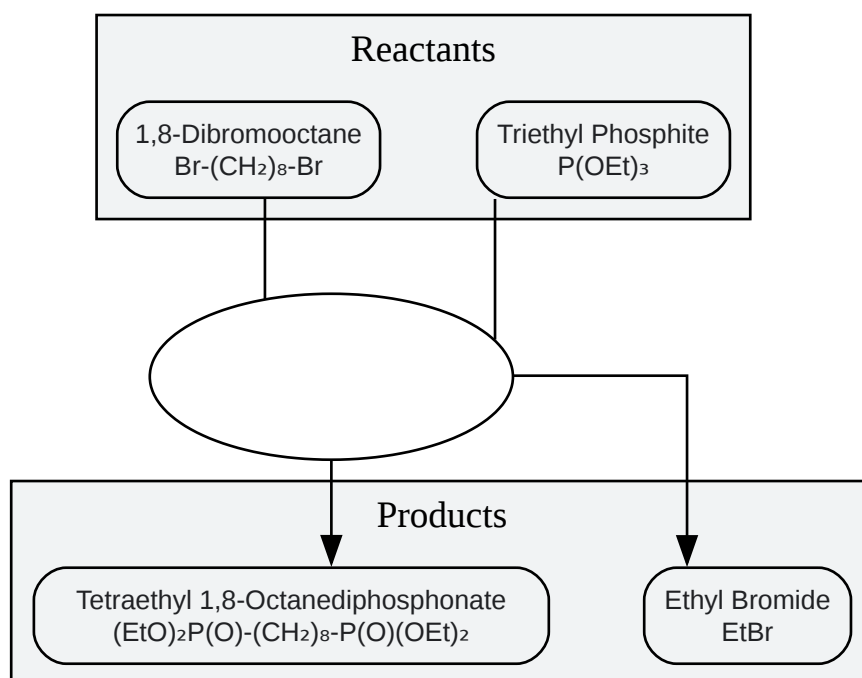 Reactants
1,8-Dibromooctane
Br-(CH₂)₈-Br
Triethyl Phosphite
P(OEt)₃
Products
Tetraethyl 1,8-Octanediphosphonate
(EtO)₂P(O)-(CH₂)₈-P(O)(OEt)₂
Ethyl Bromide
EtBr